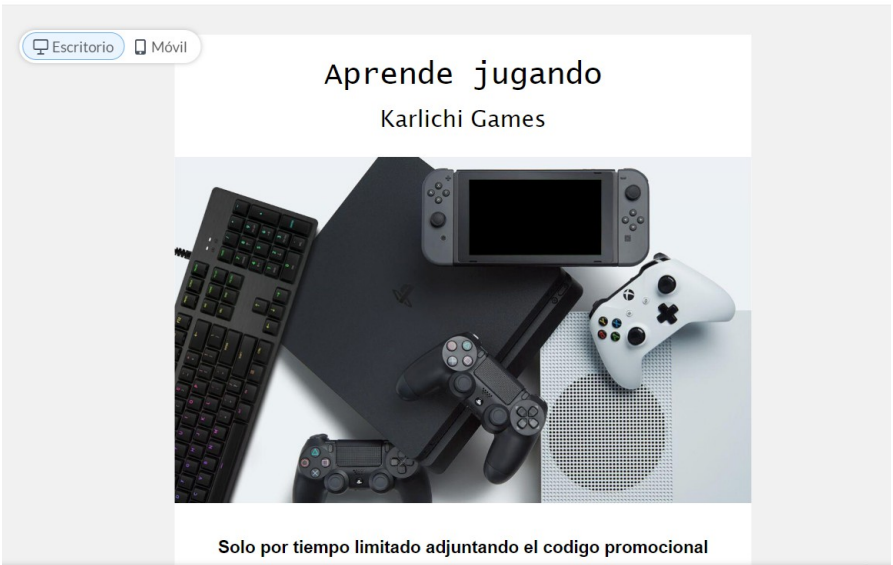 Escritorio Móvil
Aprende jugando
Karlichi Games
Solo por tiempo limitado adjuntando el codigo promocional